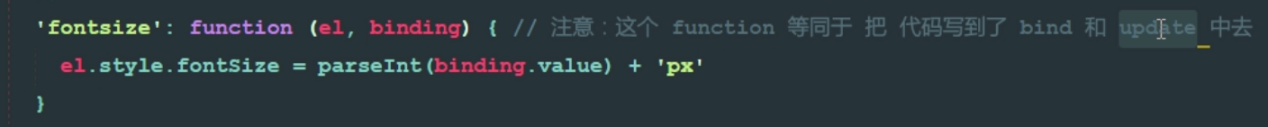 'fontsize': function (el, binding) { // 注意：这个 function 等同于 把 代码写到了 bind 和 update 中去
el.style.fontSize = parseInt(binding.value) + 'px'
}